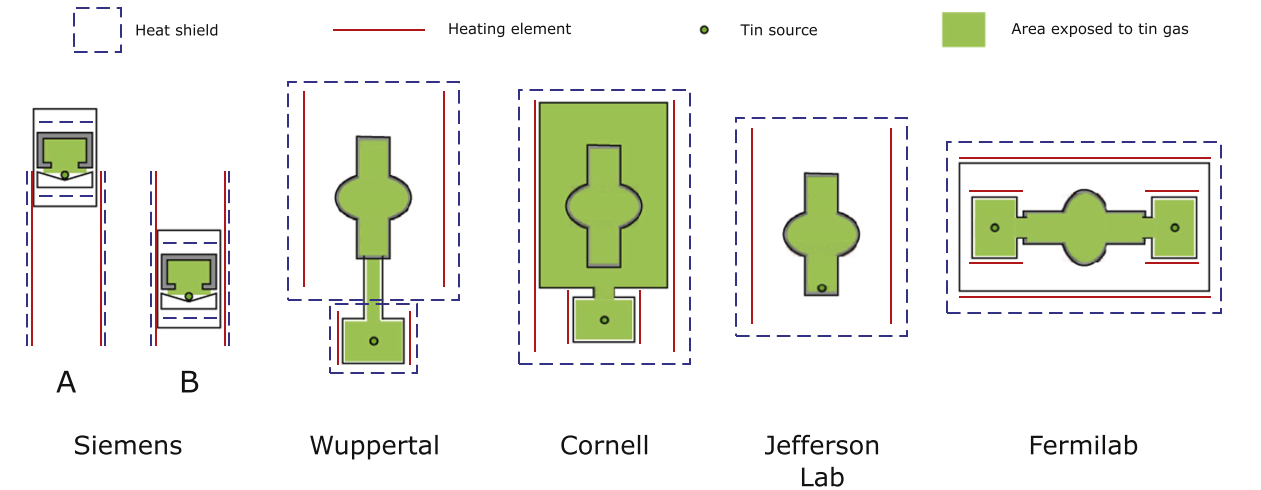 Heat shield
Heating element
Tin source
Area exposed to tin gas
A
B
Siemens
Wuppertal
Cornell
Jefferson
Lab
Fermilab